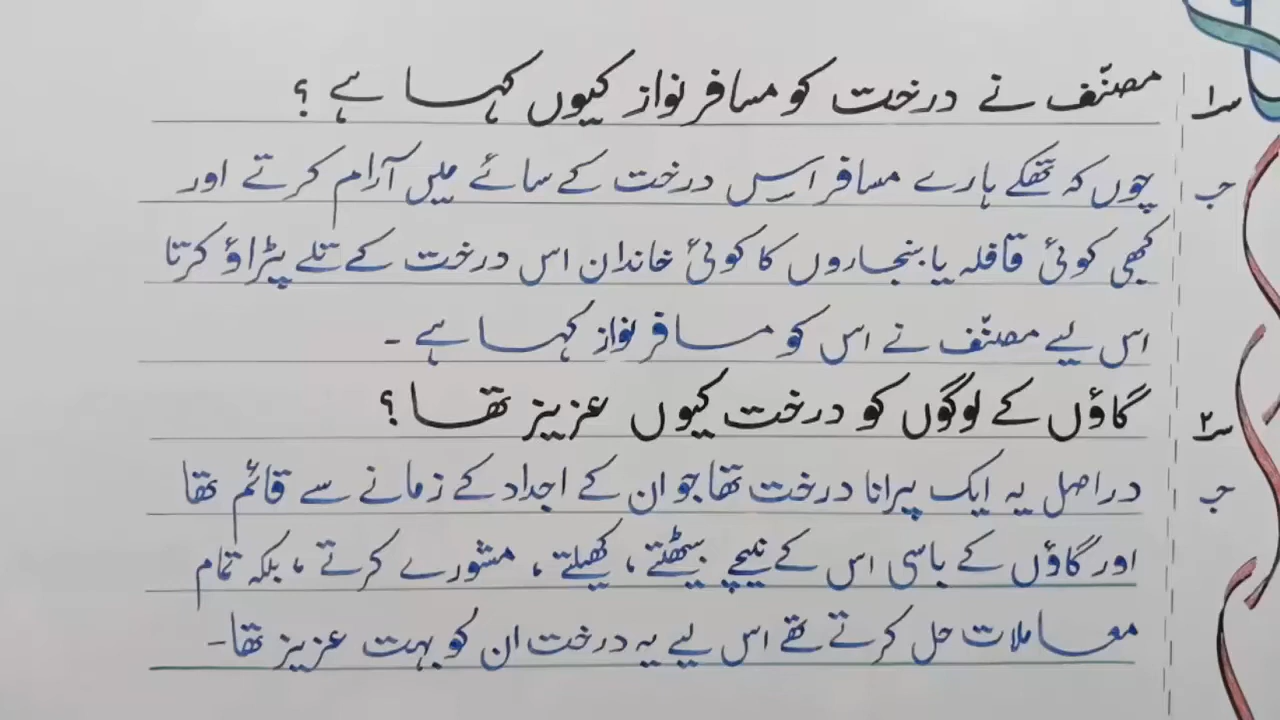 س۱ مصنّف نے درخت کو مسافر نواز کیوں کہا ہے ؟
ج چوں کہ تھکے ہارے مسافر اس درخت کے سائے میں آرام کرتے اور
کبھی کوئی قافلہ یا بنجاروں کا کوئی خاندان اس درخت کے تلے پڑاؤ کرتا
اس لیے مصنّف نے اس کو مسافر نواز کہا ہے ۔
س۲ گاؤں کے لوگوں کو درخت کیوں عزیز تھا ؟
ج دراصل یہ ایک پرانا درخت تھا جو ان کے اجداد کے زمانے سے قائم تھا
اور گاؤں کے باسی اس کے نیچے بیٹھتے ، کھیلتے ، مشورے کرتے ، بلکہ تمام
معاملات حل کرتے تھے اس لیے یہ درخت ان کو بہت عزیز تھا۔